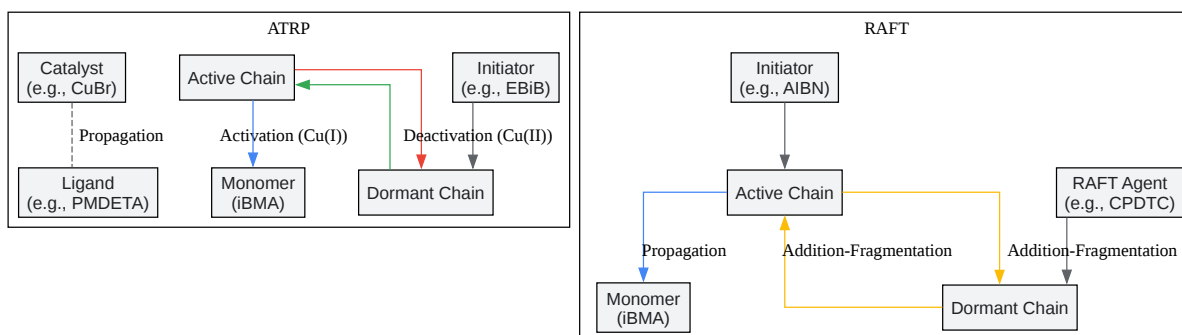 ATRP
Catalyst
(e.g., CuBr)
Active Chain
Initiator
(e.g., EBiB)
Propagation
Activation (Cu(I))
Deactivation (Cu(II))
Ligand
(e.g., PMDETA)
Monomer
(iBMA)
Dormant Chain
RAFT
Initiator
(e.g., AIBN)
Active Chain
RAFT Agent
(e.g., CPDTC)
Propagation
Addition-Fragmentation
Addition-Fragmentation
Monomer
(iBMA)
Dormant Chain